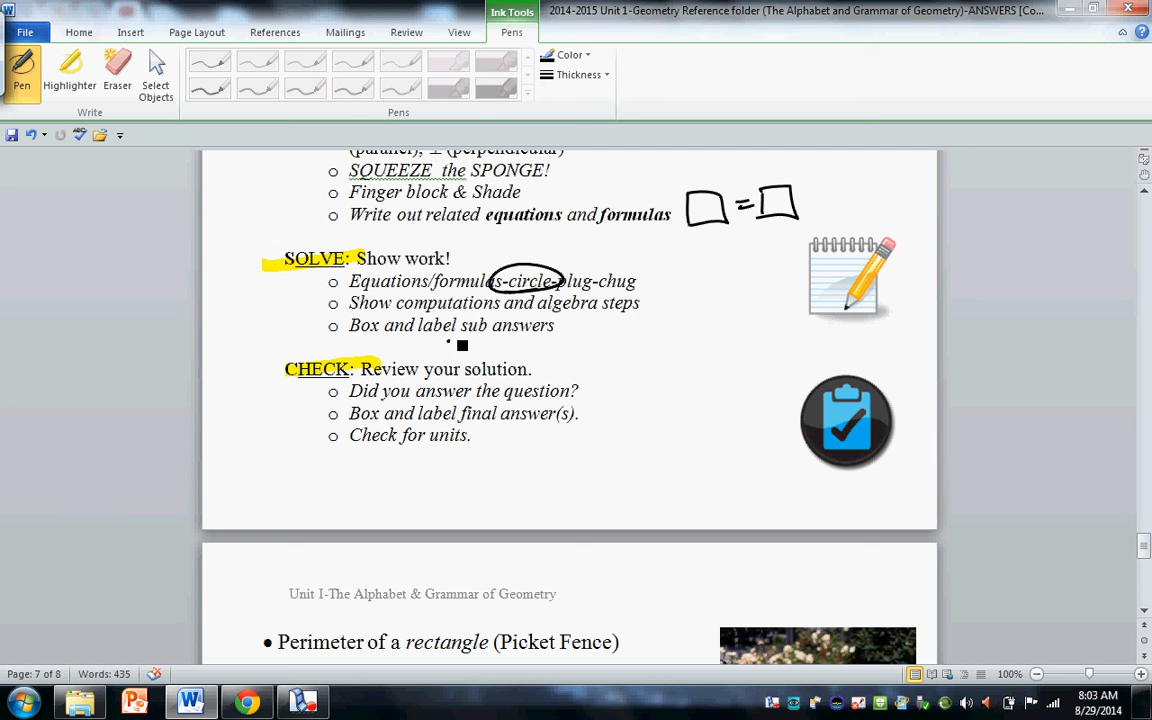 Ink Tools
2014-2015 Unit 1-Geometry Reference folder (The Alphabet and Grammar of Geometry)-ANSWERS [Co...
File Home Insert Page Layout References Mailings Review View Pens
Pen Highlighter Eraser Select Objects
Color
Thickness
Write Pens
(parallel), ⊥ (perpendicular)
o SQUEEZE the SPONGE!
o Finger block & Shade
o Write out related equations and formulas □ = □
SOLVE: Show work!
o Equations/formulas-circle-plug-chug
o Show computations and algebra steps
o Box and label sub answers
CHECK: Review your solution.
o Did you answer the question?
o Box and label final answer(s).
o Check for units.
Unit I-The Alphabet & Grammar of Geometry
• Perimeter of a rectangle (Picket Fence)
Page: 7 of 8 Words: 435 100%
8:03 AM
8/29/2014